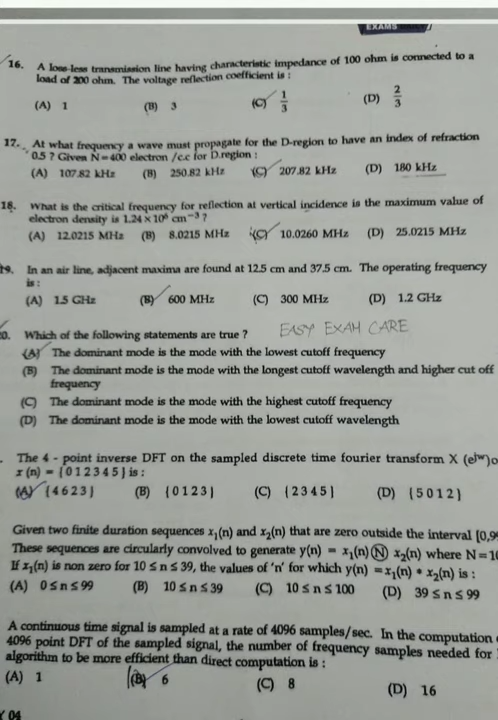 EXAMS
16. A loss-less transmission line having characteristic impedance of 100 ohm is connected to a
load of 200 ohm. The voltage reflection coefficient is :
(A) 1 (B) 3 (C) 1/3 (D) 2/3
17. At what frequency a wave must propagate for the D-region to have an index of refraction
0.5 ? Given N=400 electron /c.c for D.region :
(A) 107.82 kHz (B) 250.82 kHz (C) 207.82 kHz (D) 180 kHz
18. What is the critical frequency for reflection at vertical incidence is the maximum value of
electron density is 1.24 × 10⁶ cm⁻³ ?
(A) 12.0215 MHz (B) 8.0215 MHz (C) 10.0260 MHz (D) 25.0215 MHz
19. In an air line, adjacent maxima are found at 12.5 cm and 37.5 cm. The operating frequency
is :
(A) 1.5 GHz (B) 600 MHz (C) 300 MHz (D) 1.2 GHz
0. Which of the following statements are true ? EASY EXAM CARE
(A) The dominant mode is the mode with the lowest cutoff frequency
(B) The dominant mode is the mode with the longest cutoff wavelength and higher cut off
frequency
(C) The dominant mode is the mode with the highest cutoff frequency
(D) The dominant mode is the mode with the lowest cutoff wavelength
. The 4 - point inverse DFT on the sampled discrete time fourier transform X (e^jw) o
x (n) = {0 1 2 3 4 5} is :
(A) {4 6 2 3} (B) {0 1 2 3} (C) {2 3 4 5} (D) {5 0 1 2}
Given two finite duration sequences x₁(n) and x₂(n) that are zero outside the interval [0,9
These sequences are circularly convolved to generate y(n) = x₁(n) Ⓝ x₂(n) where N=1
If x₁(n) is non zero for 10 ≤ n ≤ 39, the values of 'n' for which y(n) = x₁(n) * x₂(n) is :
(A) 0 ≤ n ≤ 99 (B) 10 ≤ n ≤ 39 (C) 10 ≤ n ≤ 100 (D) 39 ≤ n ≤ 99
A continuous time signal is sampled at a rate of 4096 samples/sec. In the computation
4096 point DFT of the sampled signal, the number of frequency samples needed for
algorithm to be more efficient than direct computation is :
(A) 1 (B) 6 (C) 8 (D) 16
04